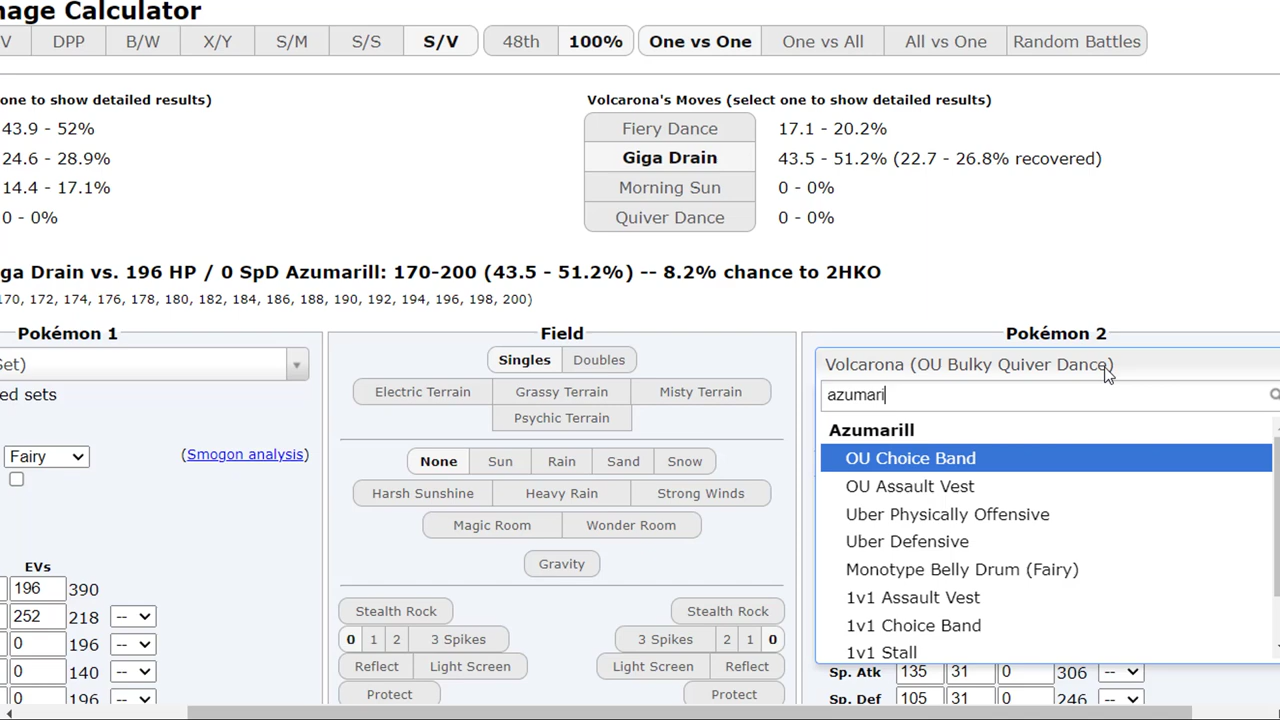 mage Calculator
V DPP B/W X/Y S/M S/S S/V 48th 100% One vs One One vs All All vs One Random Battles
one to show detailed results) Volcarona's Moves (select one to show detailed results)
43.9 - 52% Fiery Dance 17.1 - 20.2%
24.6 - 28.9% Giga Drain 43.5 - 51.2% (22.7 - 26.8% recovered)
14.4 - 17.1% Morning Sun 0 - 0%
0 - 0% Quiver Dance 0 - 0%
ga Drain vs. 196 HP / 0 SpD Azumarill: 170-200 (43.5 - 51.2%) -- 8.2% chance to 2HKO
170, 172, 174, 176, 178, 180, 182, 184, 186, 188, 190, 192, 194, 196, 198, 200)
Pokémon 1 Field Pokémon 2
Set) Singles Doubles Volcarona (OU Bulky Quiver Dance)
ed sets Electric Terrain Grassy Terrain Misty Terrain azumari
Psychic Terrain Azumarill
Fairy (Smogon analysis) None Sun Rain Sand Snow OU Choice Band
Harsh Sunshine Heavy Rain Strong Winds OU Assault Vest
Magic Room Wonder Room Uber Physically Offensive
Gravity Uber Defensive
EVs Monotype Belly Drum (Fairy)
196 390 Stealth Rock Stealth Rock 1v1 Assault Vest
252 218 -- 0 1 2 3 Spikes 3 Spikes 2 1 0 1v1 Choice Band
0 196 -- Reflect Light Screen Light Screen Reflect 1v1 Stall
0 140 -- Protect Protect Sp. Atk 135 31 0 306 --
0 196 -- Sp. Def 105 31 0 246 --